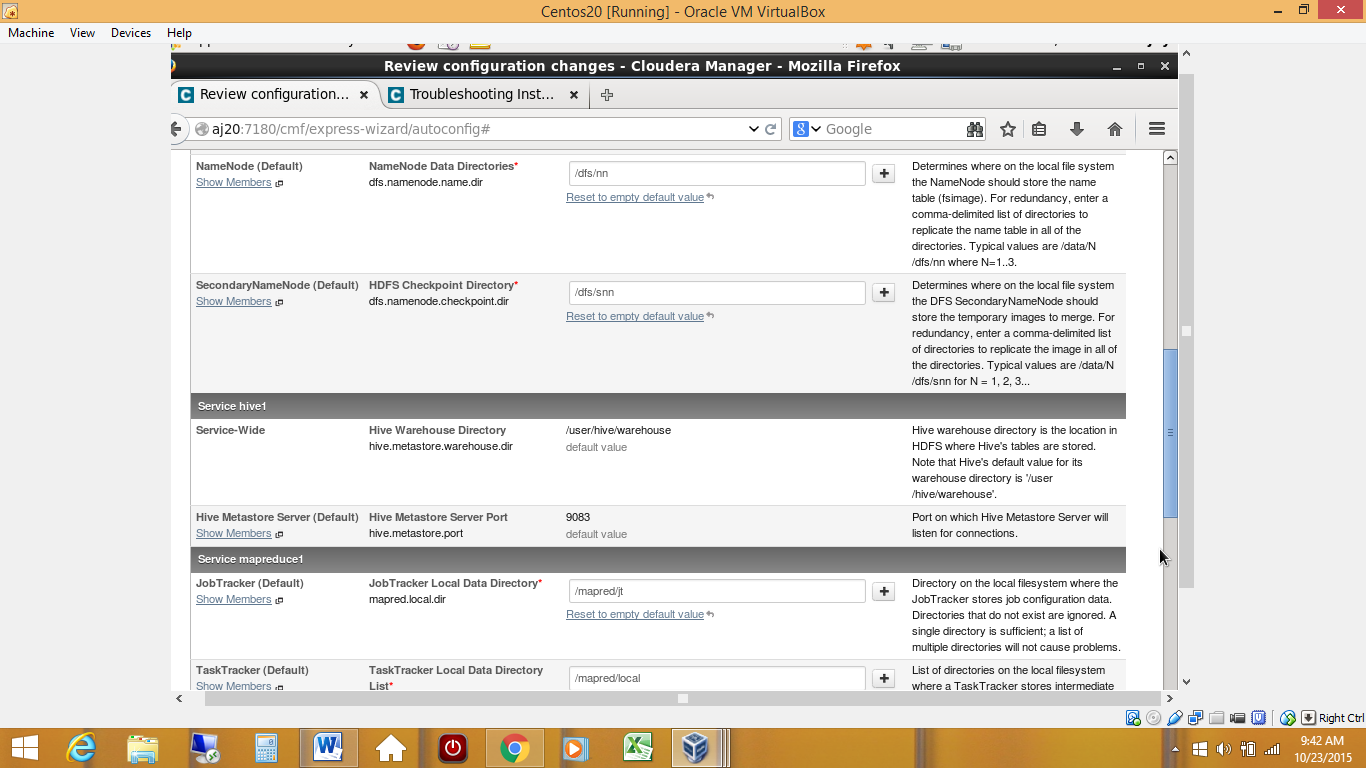 Centos20 [Running] - Oracle VM VirtualBox
Machine View Devices Help
Review configuration changes - Cloudera Manager - Mozilla Firefox
Review configuration...
Troubleshooting Inst...
aj20:7180/cmf/express-wizard/autoconfig#
Google
NameNode (Default)
Show Members
NameNode Data Directories*
dfs.namenode.name.dir
/dfs/nn
Reset to empty default value
Determines where on the local file system
the NameNode should store the name
table (fsimage). For redundancy, enter a
comma-delimited list of directories to
replicate the name table in all of the
directories. Typical values are /data/N
/dfs/nn where N=1..3.
SecondaryNameNode (Default)
Show Members
HDFS Checkpoint Directory*
dfs.namenode.checkpoint.dir
/dfs/snn
Reset to empty default value
Determines where on the local file system
the DFS SecondaryNameNode should
store the temporary images to merge. For
redundancy, enter a comma-delimited list
of directories to replicate the image in all of
the directories. Typical values are /data/N
/dfs/snn for N = 1, 2, 3...
Service hive1
Service-Wide
Hive Warehouse Directory
hive.metastore.warehouse.dir
/user/hive/warehouse
default value
Hive warehouse directory is the location in
HDFS where Hive's tables are stored.
Note that Hive's default value for its
warehouse directory is '/user
/hive/warehouse'.
Hive Metastore Server (Default)
Show Members
Hive Metastore Server Port
hive.metastore.port
9083
default value
Port on which Hive Metastore Server will
listen for connections.
Service mapreduce1
JobTracker (Default)
Show Members
JobTracker Local Data Directory*
mapred.local.dir
/mapred/jt
Reset to empty default value
Directory on the local filesystem where the
JobTracker stores job configuration data.
Directories that do not exist are ignored. A
single directory is sufficient; a list of
multiple directories will not cause problems.
TaskTracker (Default)
Show Members
TaskTracker Local Data Directory
List*
/mapred/local
List of directories on the local filesystem
where a TaskTracker stores intermediate
Right Ctrl
9:42 AM
10/23/2015